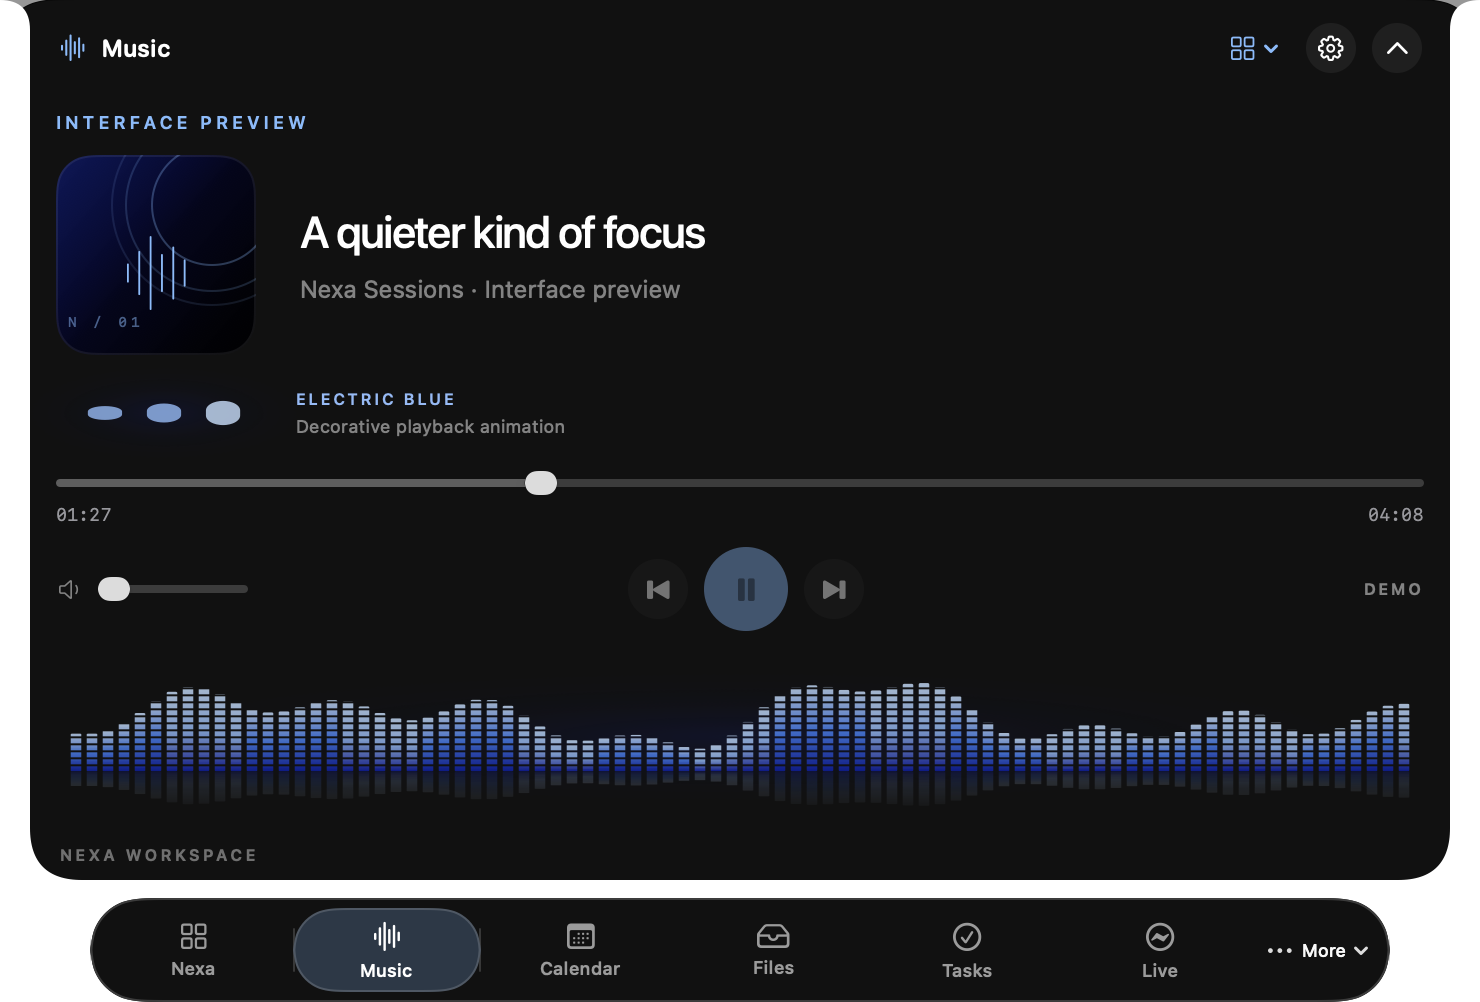 Music
INTERFACE PREVIEW
N / 01
A quieter kind of focus
Nexa Sessions · Interface preview
ELECTRIC BLUE
Decorative playback animation
01:27
04:08
DEMO
NEXA WORKSPACE
Nexa
Music
Calendar
Files
Tasks
Live
More